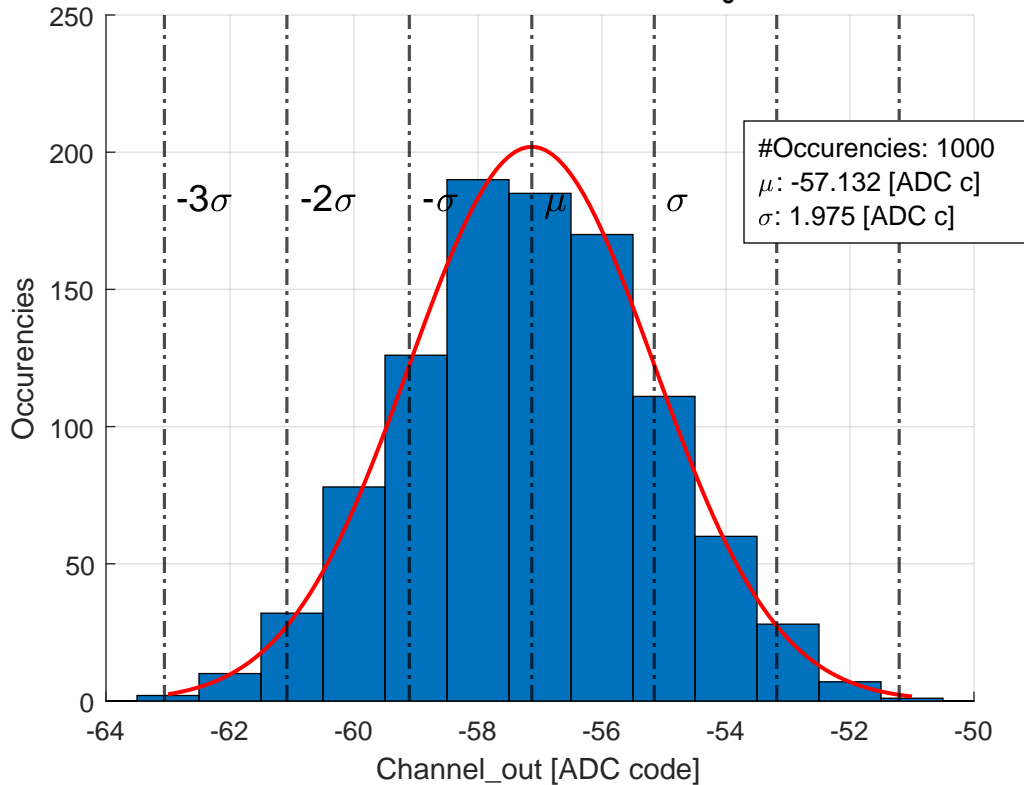 250
200
150
100
50
0
Occurencies
-3σ
-2σ
-σ
μ
σ
#Occurencies: 1000
μ: -57.132 [ADC c]
σ: 1.975 [ADC c]
-64
-62
-60
-58
-56
-54
-52
-50
Channel_out [ADC code]